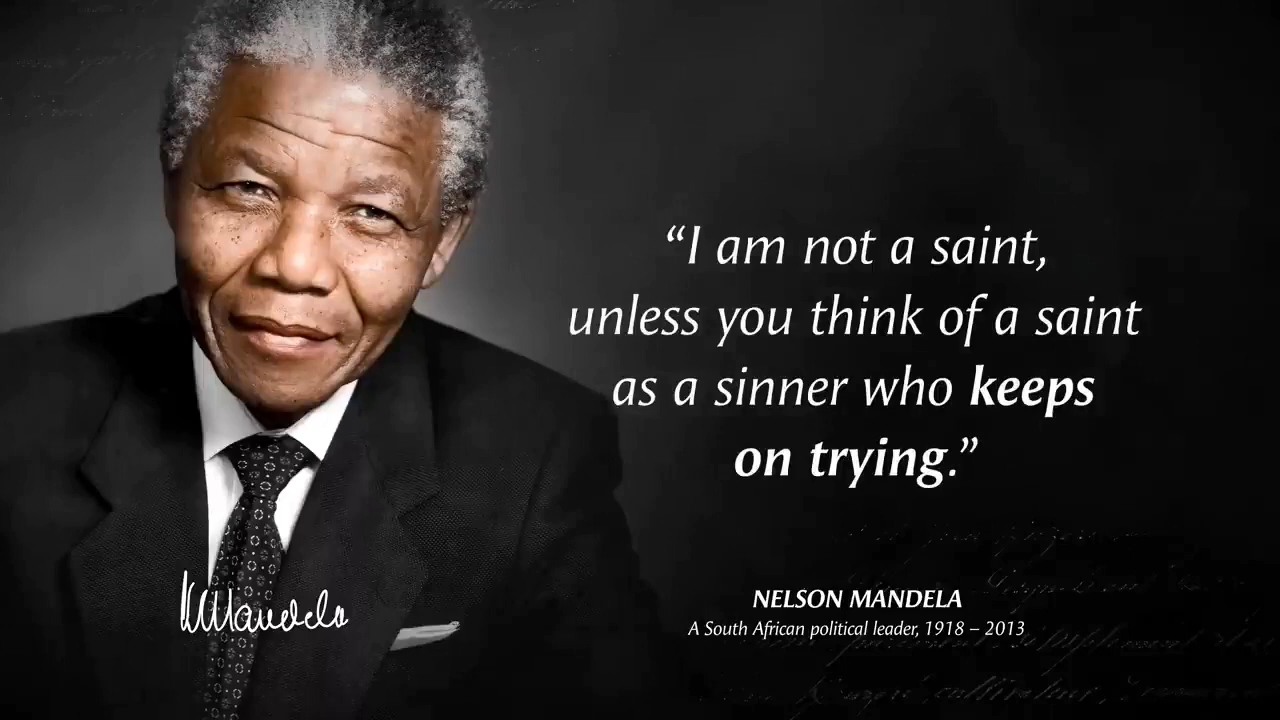 “I am not a saint,
unless you think of a saint
as a sinner who keeps
on trying.”
NELSON MANDELA
A South African political leader, 1918 – 2013
Mandela